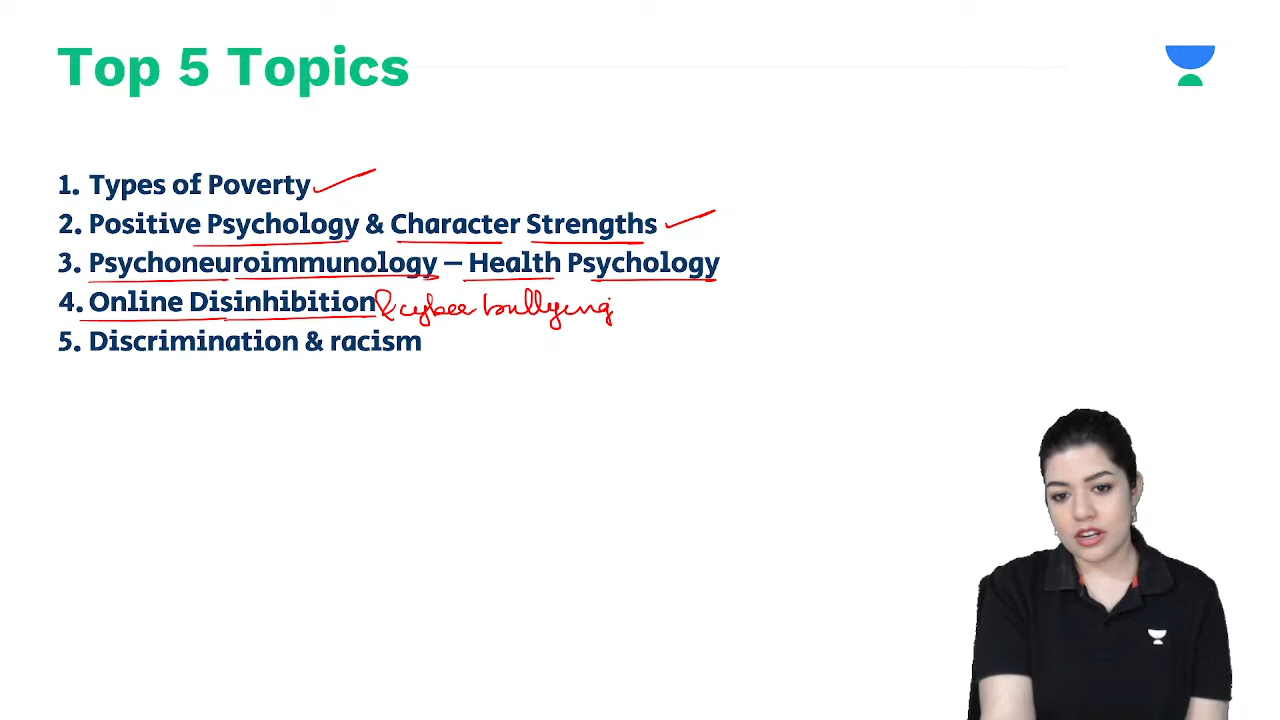 Top 5 Topics
1. Types of Poverty
2. Positive Psychology & Character Strengths
3. Psychoneuroimmunology – Health Psychology
4. Online Disinhibition & cyber bullying
5. Discrimination & racism